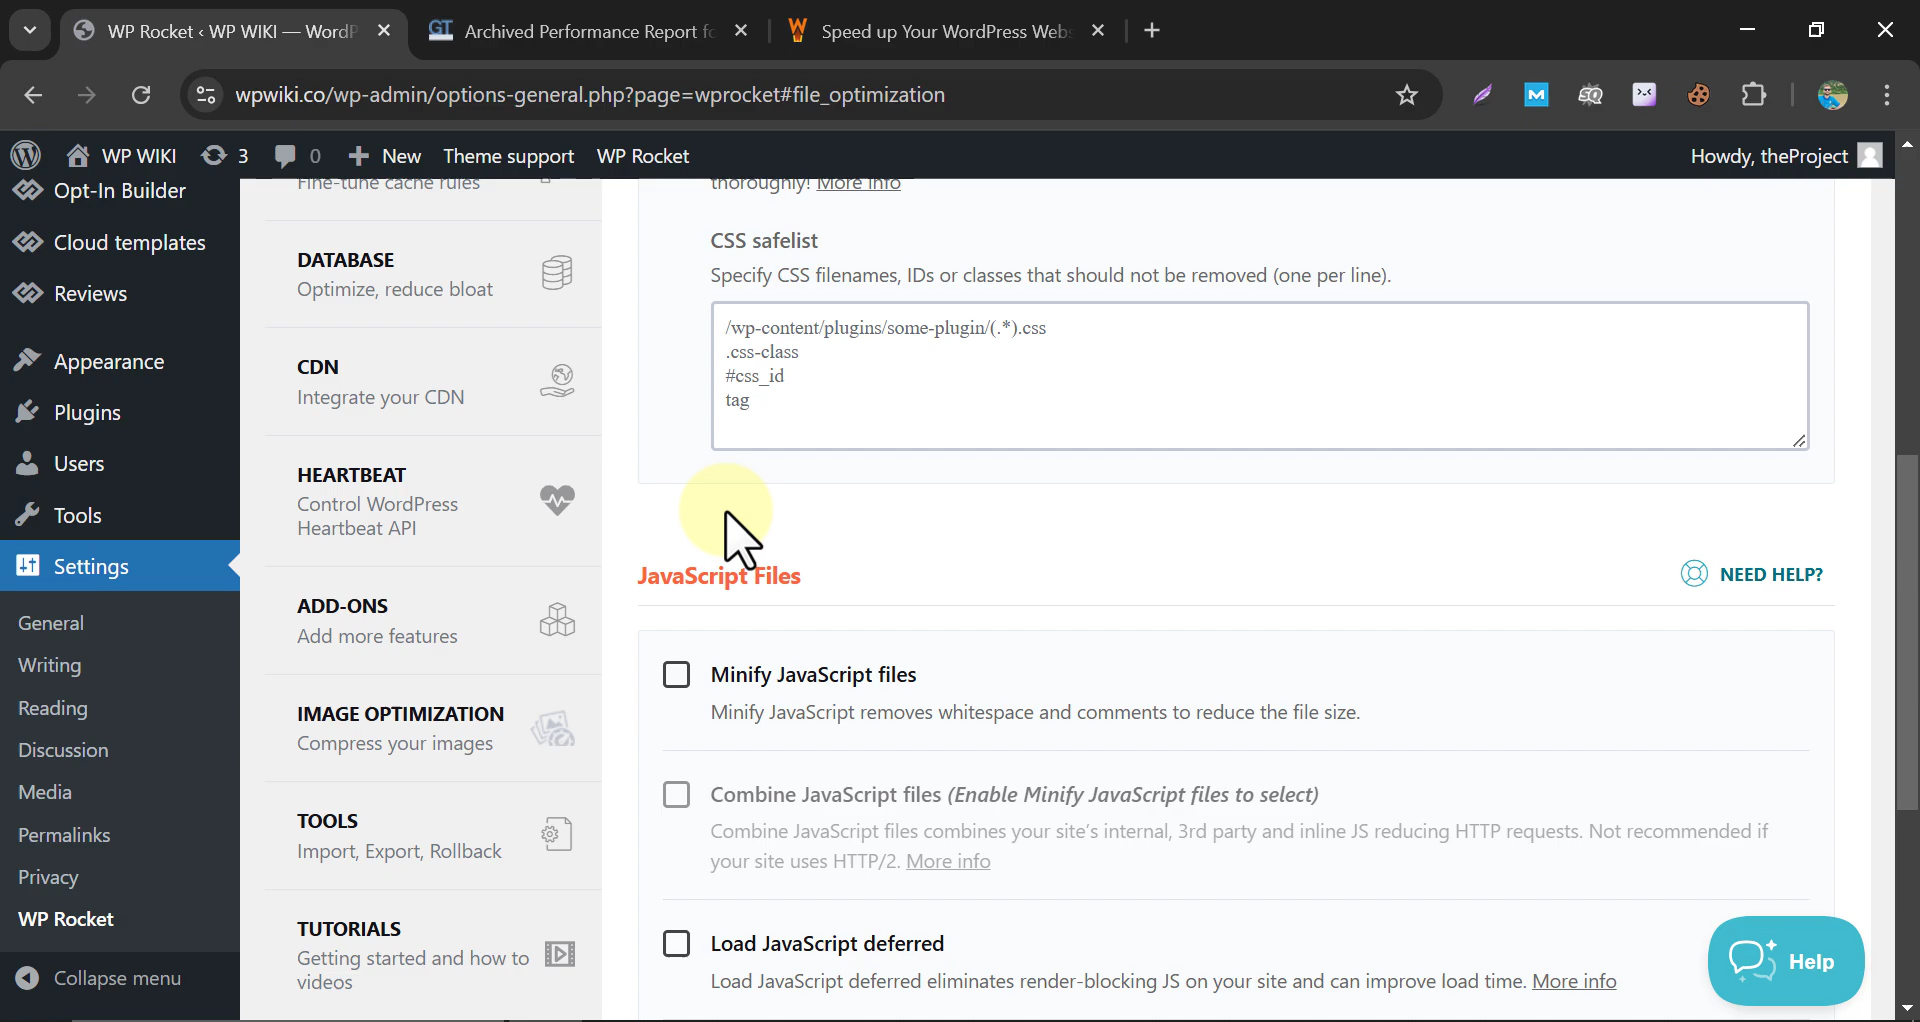 WP Rocket ‹ WP WIKI — WordP
GT Archived Performance Report fo
Speed up Your WordPress Webs
wpwiki.co/wp-admin/options-general.php?page=wprocket#file_optimization
WP WIKI 3 0 New Theme support WP Rocket
Howdy, theProject
Opt-In Builder
Cloud templates
Reviews
Appearance
Plugins
Users
Tools
Settings
General
Writing
Reading
Discussion
Media
Permalinks
Privacy
WP Rocket
Collapse menu
Fine-tune cache rules
DATABASE
Optimize, reduce bloat
CDN
Integrate your CDN
HEARTBEAT
Control WordPress
Heartbeat API
ADD-ONS
Add more features
IMAGE OPTIMIZATION
Compress your images
TOOLS
Import, Export, Rollback
TUTORIALS
Getting started and how to
videos
thoroughly! More info
CSS safelist
Specify CSS filenames, IDs or classes that should not be removed (one per line).
/wp-content/plugins/some-plugin/(.*).css
.css-class
#css_id
tag
JavaScript Files
NEED HELP?
Minify JavaScript files
Minify JavaScript removes whitespace and comments to reduce the file size.
Combine JavaScript files (Enable Minify JavaScript files to select)
Combine JavaScript files combines your site's internal, 3rd party and inline JS reducing HTTP requests. Not recommended if
your site uses HTTP/2. More info
Load JavaScript deferred
Load JavaScript deferred eliminates render-blocking JS on your site and can improve load time. More info
Help